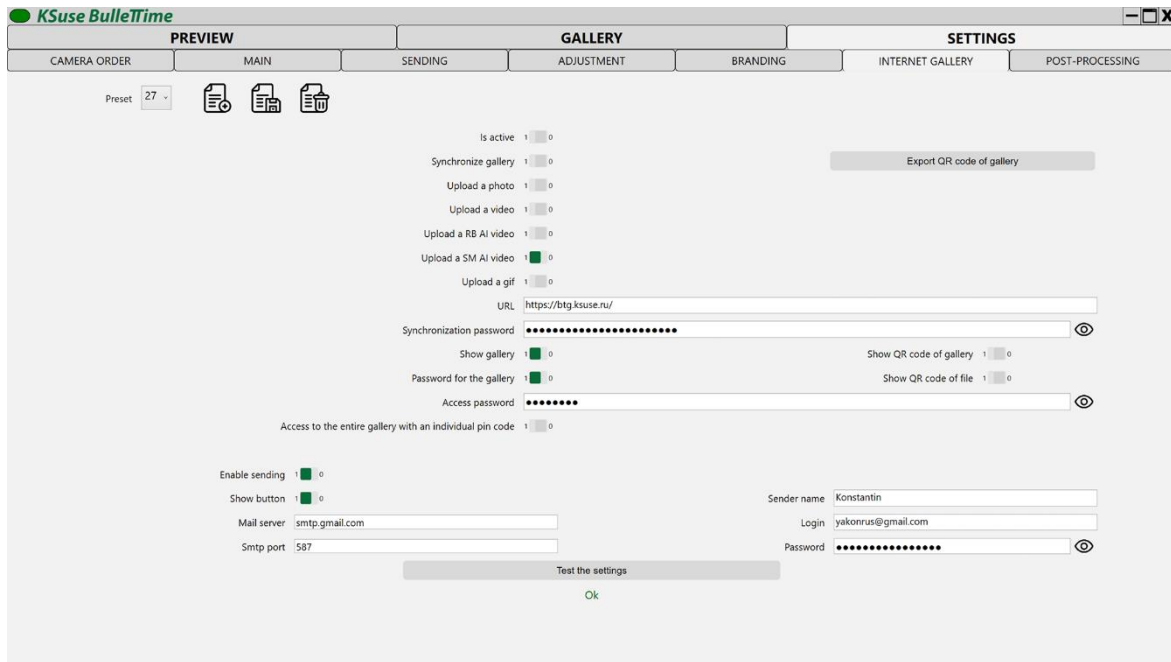 KSuse BulleTTime
PREVIEW GALLERY SETTINGS
CAMERA ORDER MAIN SENDING ADJUSTMENT BRANDING INTERNET GALLERY POST-PROCESSING
Preset 27
Is active 1 0
Synchronize gallery 1 0 Export QR code of gallery
Upload a photo 1 0
Upload a video 1 0
Upload a RB AI video 1 0
Upload a SM AI video 1 0
Upload a gif 1 0
URL https://btg.ksuse.ru/
Synchronization password ●●●●●●●●●●●●●●●●●●●●●●●
Show gallery 1 0 Show QR code of gallery 1 0
Password for the gallery 1 0 Show QR code of file 1 0
Access password ●●●●●●●●
Access to the entire gallery with an individual pin code 1 0
Enable sending 1 0
Show button 1 0 Sender name Konstantin
Mail server smtp.gmail.com Login yakonrus@gmail.com
Smtp port 587 Password ●●●●●●●●●●●●●●●●
Test the settings
Ok